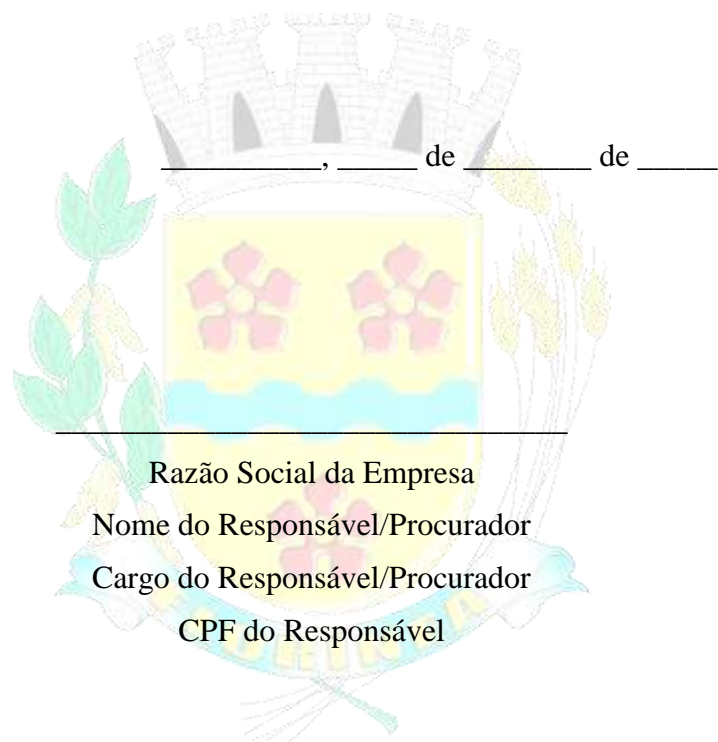 __________, _____ de ________ de _____
________________________________
Razão Social da Empresa
Nome do Responsável/Procurador
Cargo do Responsável/Procurador
CPF do Responsável